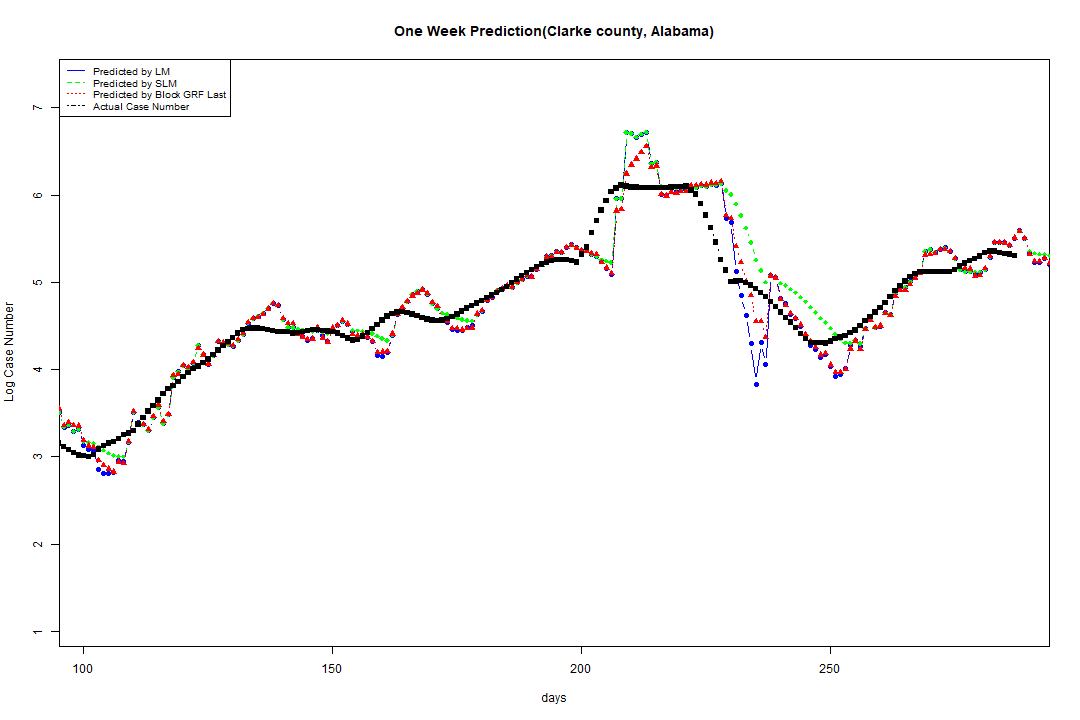 One Week Prediction(Clarke county, Alabama)
Predicted by LM
Predicted by SLM
Predicted by Block GRF Last
Actual Case Number
7
6
5
4
3
2
1
Log Case Number
100 150 200 250
days